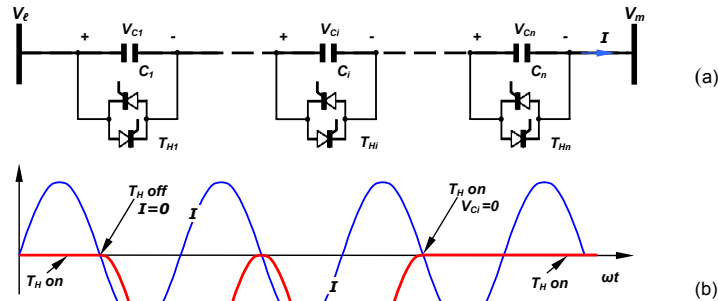 Vℓ VC1 VCi VCn Vm
+ - + - + - I
C1 Ci Cn
(a)
TH1 THi THn
TH off TH on
I=0 I VCi=0
TH on TH on ωt
I (b)